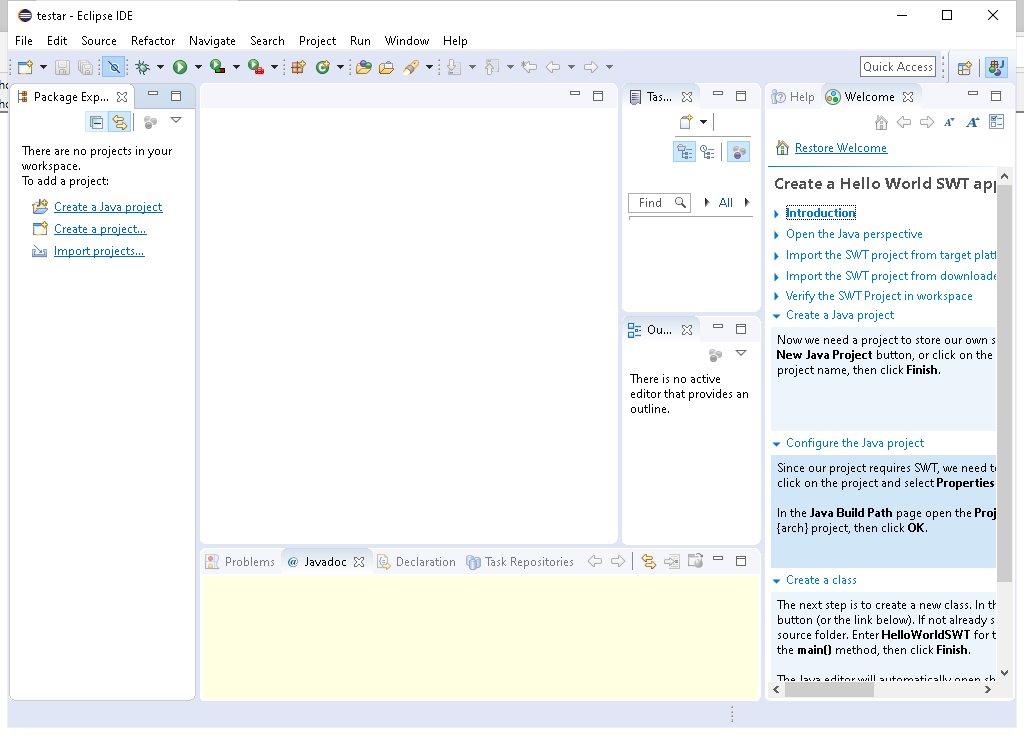 testar - Eclipse IDE
File Edit Source Refactor Navigate Search Project Run Window Help
Quick Access
Package Exp...
There are no projects in your
workspace.
To add a project:
Create a Java project
Create a project...
Import projects...
Tas...
Find
All
Ou...
There is no active
editor that provides an
outline.
Problems @ Javadoc Declaration Task Repositories
Help Welcome
Restore Welcome
Create a Hello World SWT app
Introduction
Open the Java perspective
Import the SWT project from target platf
Import the SWT project from downloade
Verify the SWT Project in workspace
Create a Java project
Now we need a project to store our own s
New Java Project button, or click on the
project name, then click Finish.
Configure the Java project
Since our project requires SWT, we need to
click on the project and select Properties
In the Java Build Path page open the Proj
{arch} project, then click OK.
Create a class
The next step is to create a new class. In th
button (or the link below). If not already s
source folder. Enter HelloWorldSWT for t
the main() method, then click Finish.
The Java editor will automatically open sh